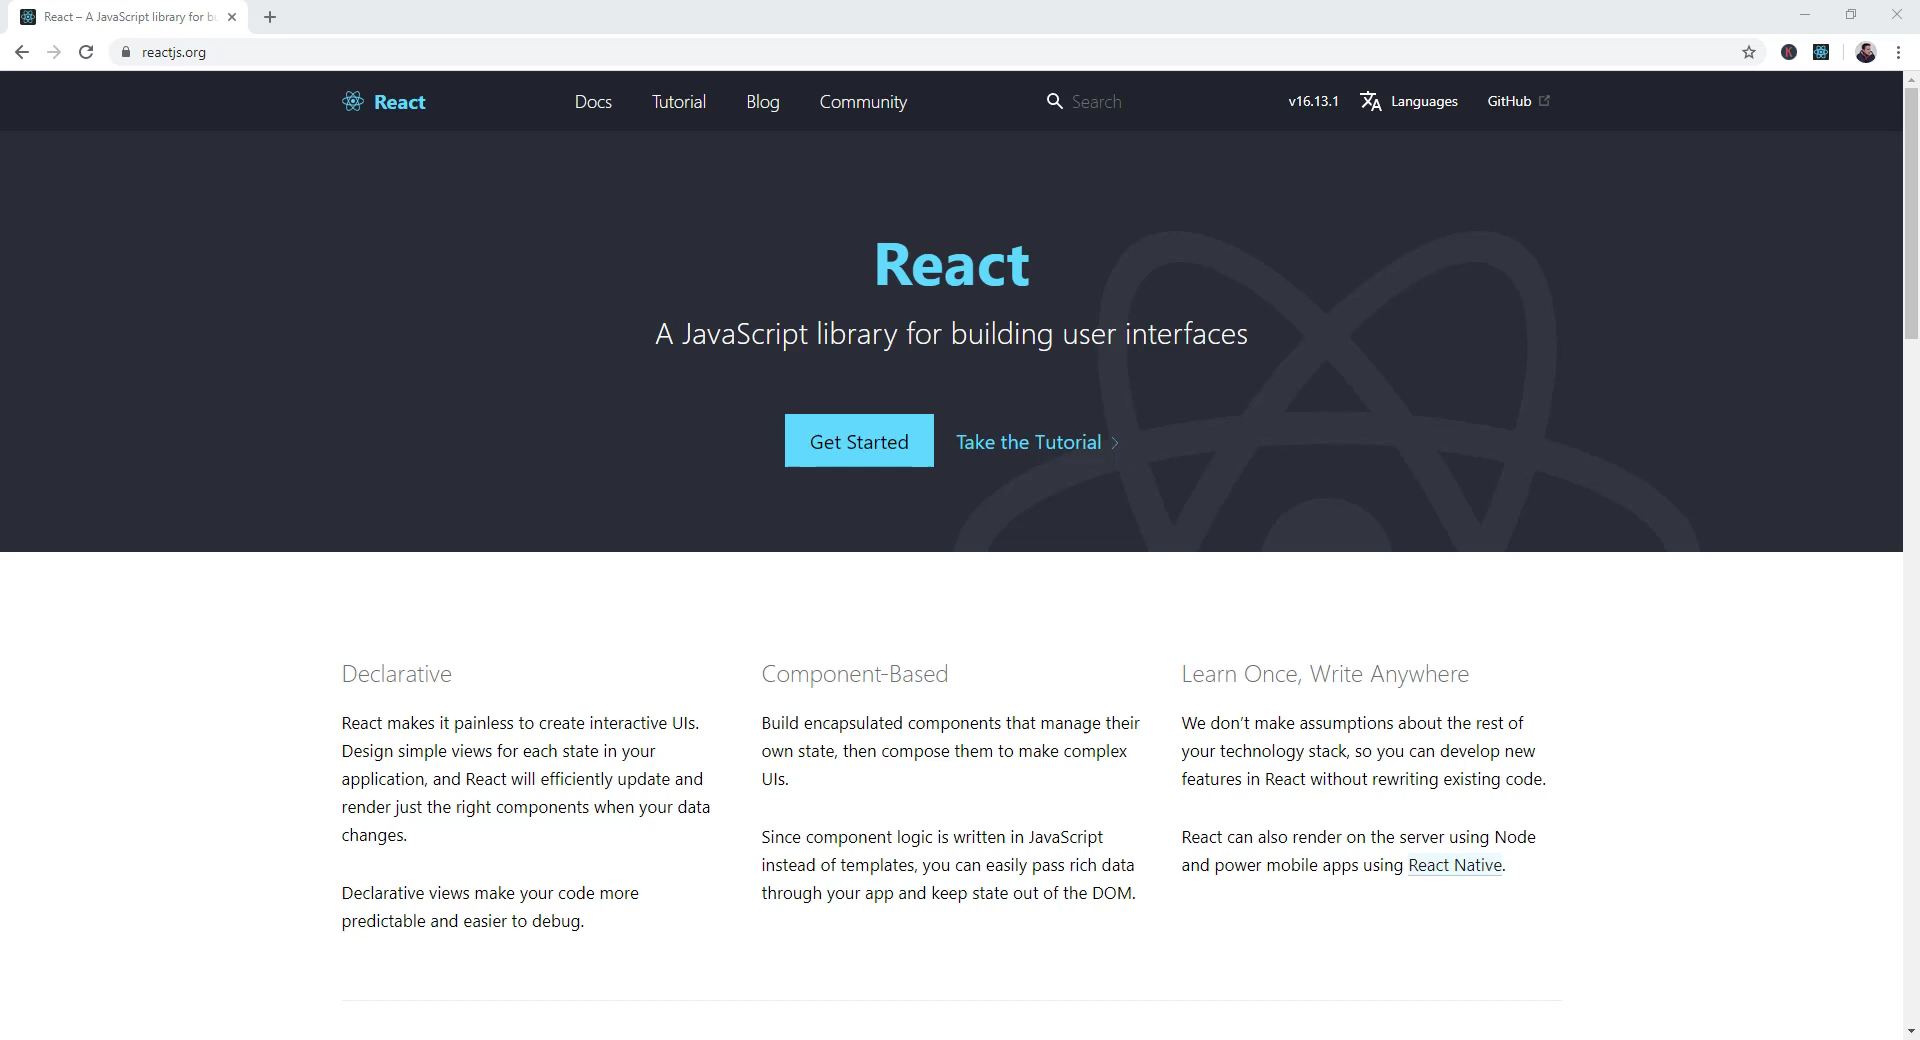 React – A JavaScript library for bu
reactjs.org
K
React
Docs
Tutorial
Blog
Community
Search
v16.13.1
Languages
GitHub
React
A JavaScript library for building user interfaces
Get Started
Take the Tutorial
Declarative
React makes it painless to create interactive UIs.
Design simple views for each state in your
application, and React will efficiently update and
render just the right components when your data
changes.
Declarative views make your code more
predictable and easier to debug.
Component-Based
Build encapsulated components that manage their
own state, then compose them to make complex
UIs.
Since component logic is written in JavaScript
instead of templates, you can easily pass rich data
through your app and keep state out of the DOM.
Learn Once, Write Anywhere
We don’t make assumptions about the rest of
your technology stack, so you can develop new
features in React without rewriting existing code.
React can also render on the server using Node
and power mobile apps using React Native.